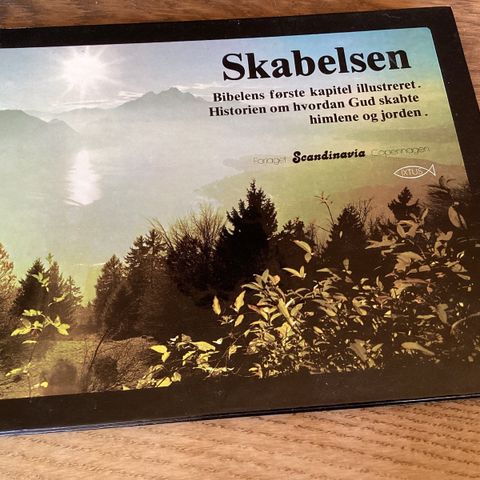 Skabelsen
Bibelens første kapitel illustreret.
Historien om hvordan Gud skabte
himlene og jorden.
Forlaget Scandinavia Copenhagen
IXTUS